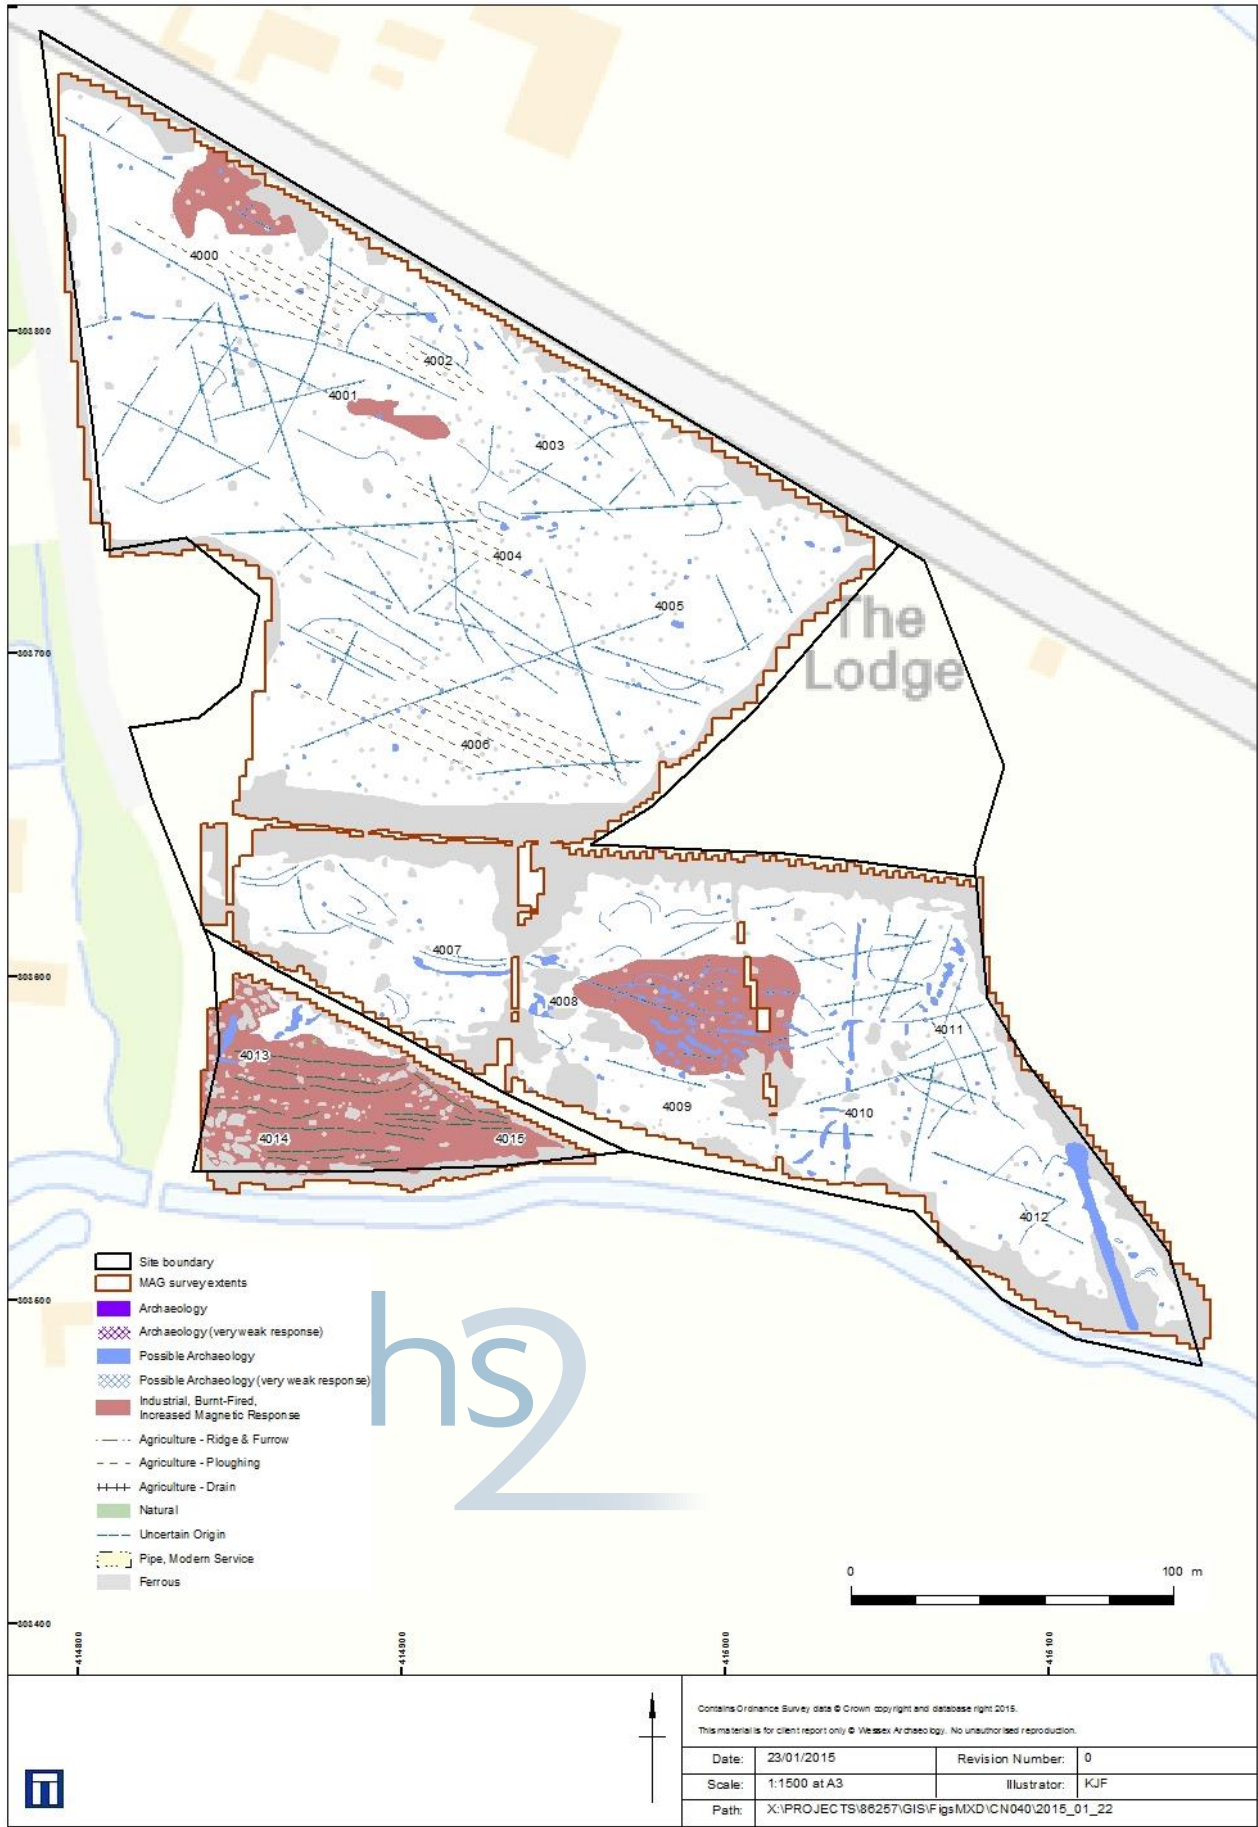 4000
4002
4001
4003
4004
4005
The
Lodge
4006
4007
4008
4011
4013
4009
4010
4014
4015
4012
Site boundary
MAG survey extents
Archaeology
Archaeology (very weak response)
Possible Archaeology
Possible Archaeology (very weak response)
Industrial, Burnt-Fired,
Increased Magnetic Response
Agriculture - Ridge & Furrow
Agriculture - Ploughing
Agriculture - Drain
Natural
Uncertain Origin
Pipe, Modern Service
Ferrous
hs2
0 100 m
Contains Ordnance Survey data © Crown copyright and database right 2015.
This material is for client report only © Wessex Archaeology. No unauthorised reproduction.
Date: 23/01/2015 Revision Number: 0
Scale: 1:1500 at A3 Illustrator: KJF
Path: X:\PROJECTS\86257\GIS\FigsMXD\CN040\2015_01_22